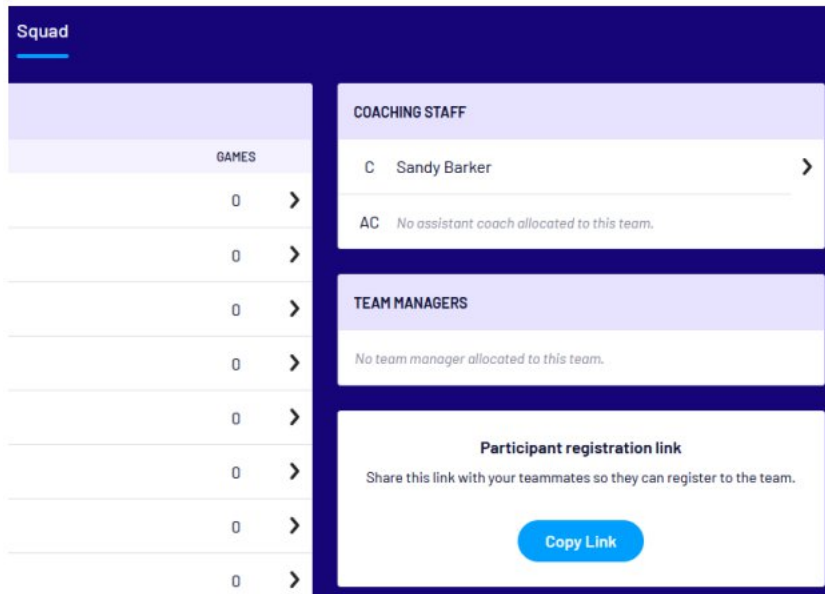 Squad
GAMES
0
0
0
0
0
0
0
0
COACHING STAFF
C Sandy Barker
AC No assistant coach allocated to this team.
TEAM MANAGERS
No team manager allocated to this team.
Participant registration link
Share this link with your teammates so they can register to the team.
Copy Link